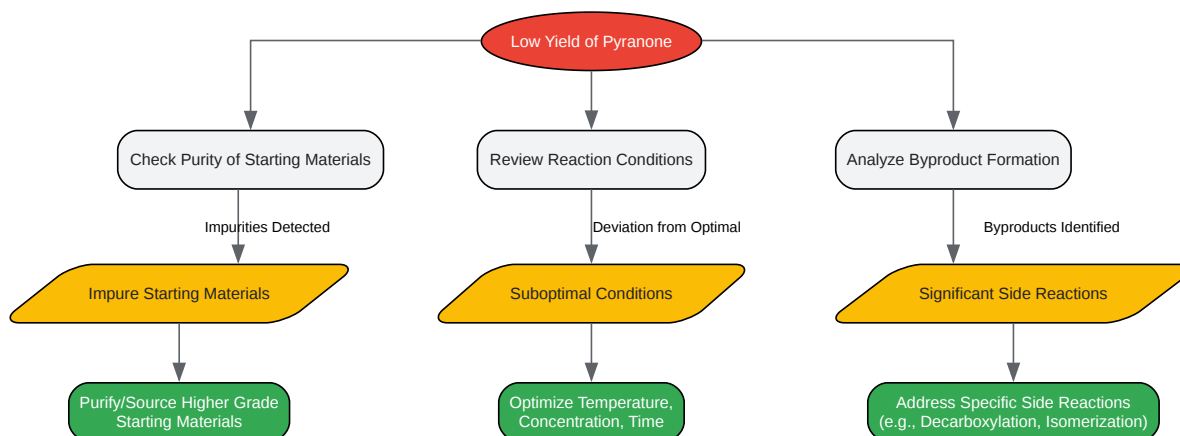 Low Yield of Pyranone
Check Purity of Starting Materials
Review Reaction Conditions
Analyze Byproduct Formation
Impurities Detected
Deviation from Optimal
Byproducts Identified
Impure Starting Materials
Suboptimal Conditions
Significant Side Reactions
Purify/Source Higher Grade
Starting Materials
Optimize Temperature,
Concentration, Time
Address Specific Side Reactions
(e.g., Decarboxylation, Isomerization)